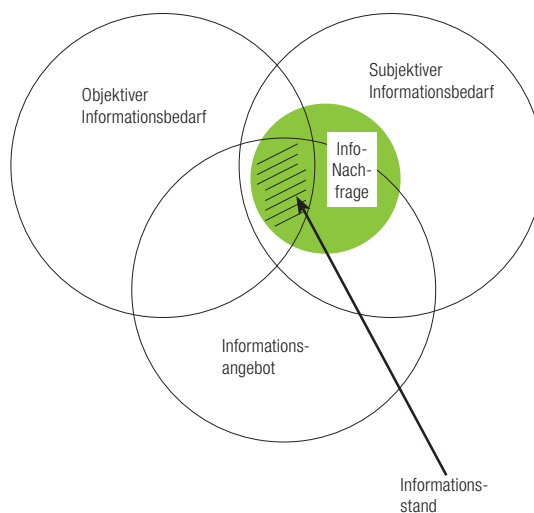 Objektiver
Informationsbedarf
Subjektiver
Informationsbedarf
Info-
Nach-
frage
Informations-
angebot
Informations-
stand